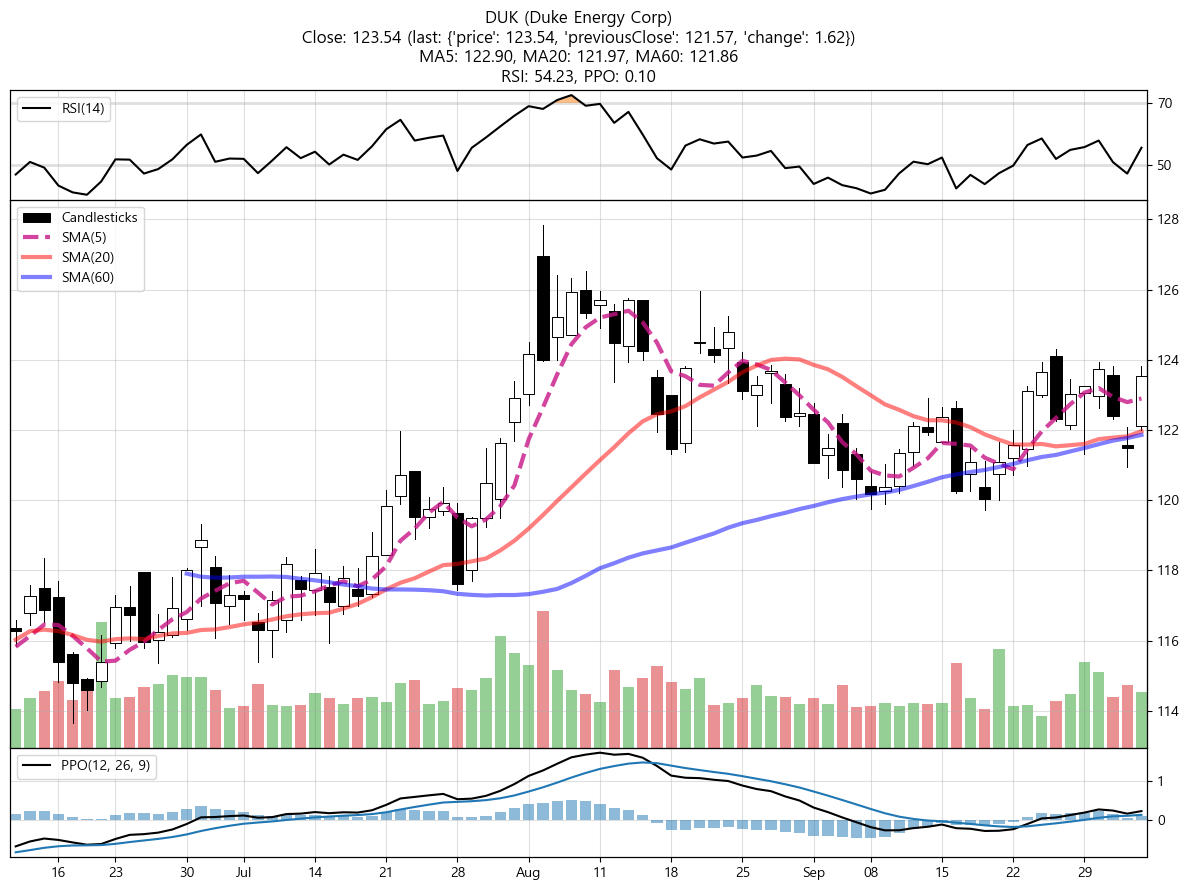 DUK (Duke Energy Corp)
Close: 123.54 (last: {'price': 123.54, 'previousClose': 121.57, 'change': 1.62})
MA5: 122.90, MA20: 121.97, MA60: 121.86
RSI: 54.23, PPO: 0.10
RSI(14)
70
50
Candlesticks
SMA(5)
SMA(20)
SMA(60)
128
126
124
122
120
118
116
114
PPO(12, 26, 9)
1
0
16 23 30 Jul 14 21 28 Aug 11 18 25 Sep 08 15 22 29